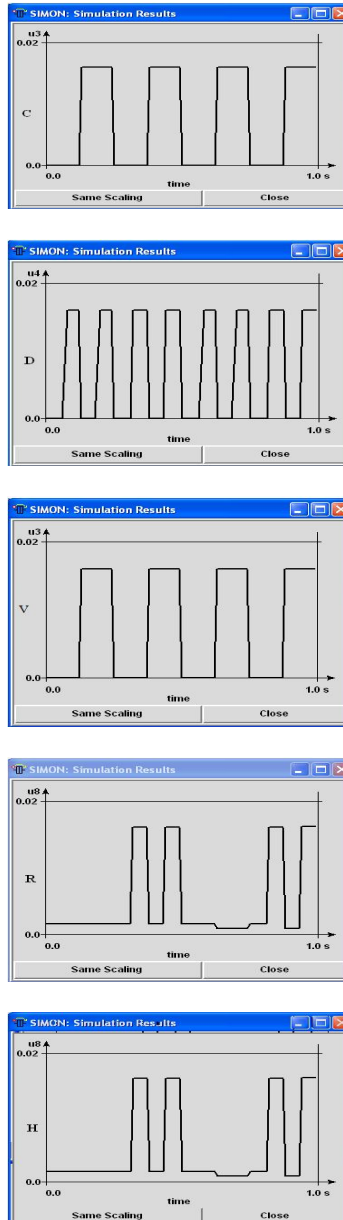 SIMON: Simulation Results
u3
0.02
C
0.0
0.0 1.0 s
time
Same Scaling Close
SIMON: Simulation Results
u4
0.02
D
0.0
0.0 1.0 s
time
Same Scaling Close
SIMON: Simulation Results
u3
0.02
V
0.0
0.0 1.0 s
time
Same Scaling Close
SIMON: Simulation Results
u8
0.02
R
0.0
0.0 1.0 s
time
Same Scaling Close
SIMON: Simulation Results
u8
0.02
H
0.0
0.0 1.0 s
time
Same Scaling Close